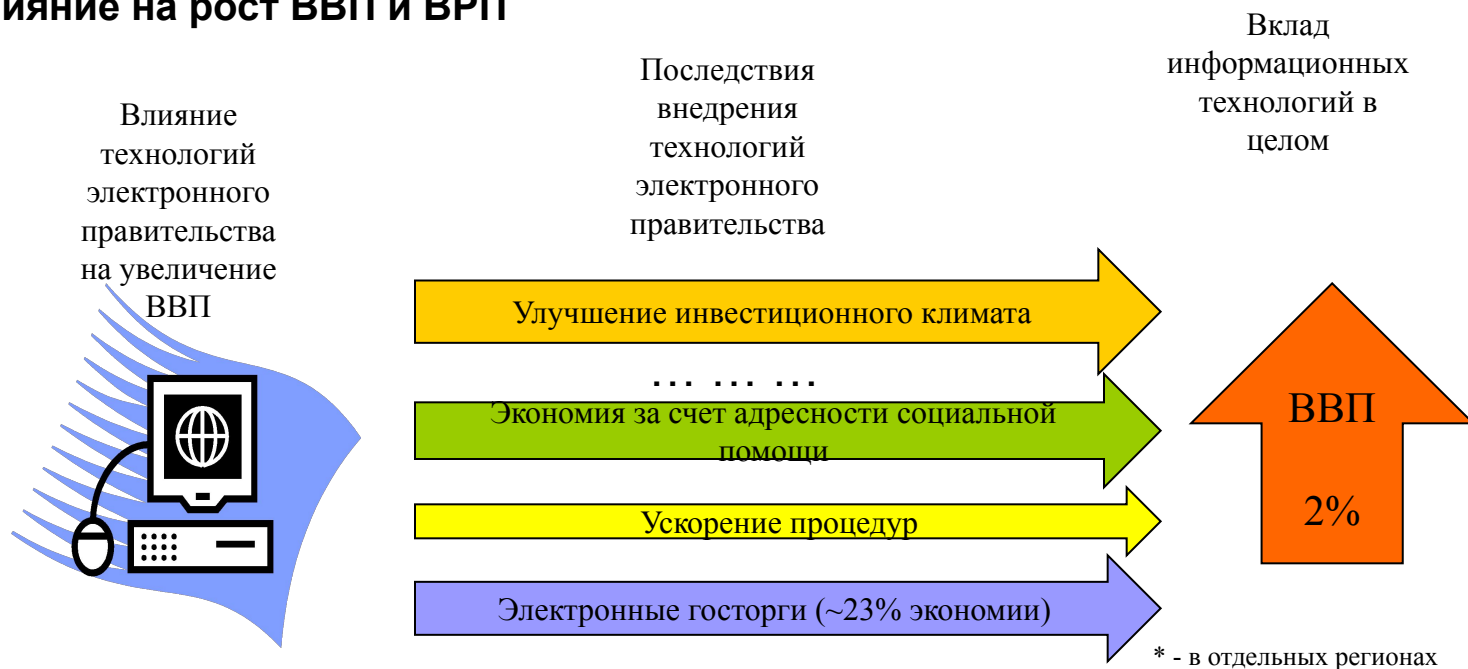 ияние на рост ВВП и ВРП
Влияние
технологий
электронного
правительства
на увеличение
ВВП
Последствия
внедрения
технологий
электронного
правительства
Вклад
информационных
технологий в
целом
Улучшение инвестиционного климата
... ... ...
Экономия за счет адресности социальной
помощи
Ускорение процедур
Электронные госторги (~23% экономии)
ВВП
2%
* - в отдельных регионах